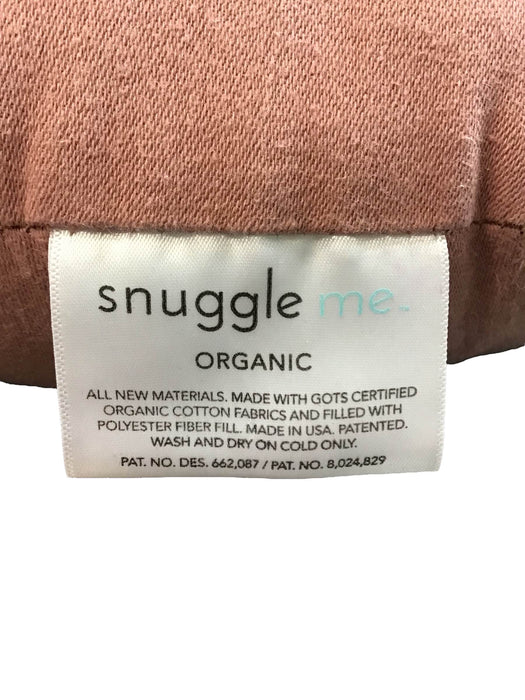 snuggle me™
ORGANIC
ALL NEW MATERIALS. MADE WITH GOTS CERTIFIED
ORGANIC COTTON FABRICS AND FILLED WITH
POLYESTER FIBER FILL. MADE IN USA. PATENTED.
WASH AND DRY ON COLD ONLY.
PAT. NO. DES. 662,087 / PAT. NO. 8,024,829